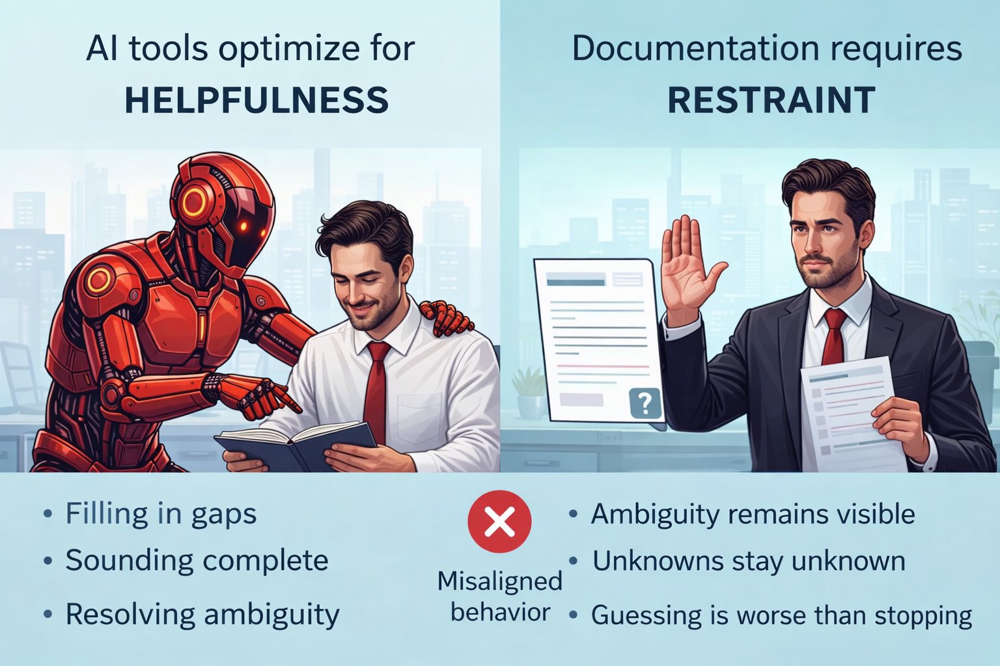 AI tools optimize for
HELPFULNESS
Documentation requires
RESTRAINT
?
• Filling in gaps
• Sounding complete
• Resolving ambiguity
Misaligned
behavior
• Ambiguity remains visible
• Unknowns stay unknown
• Guessing is worse than stopping